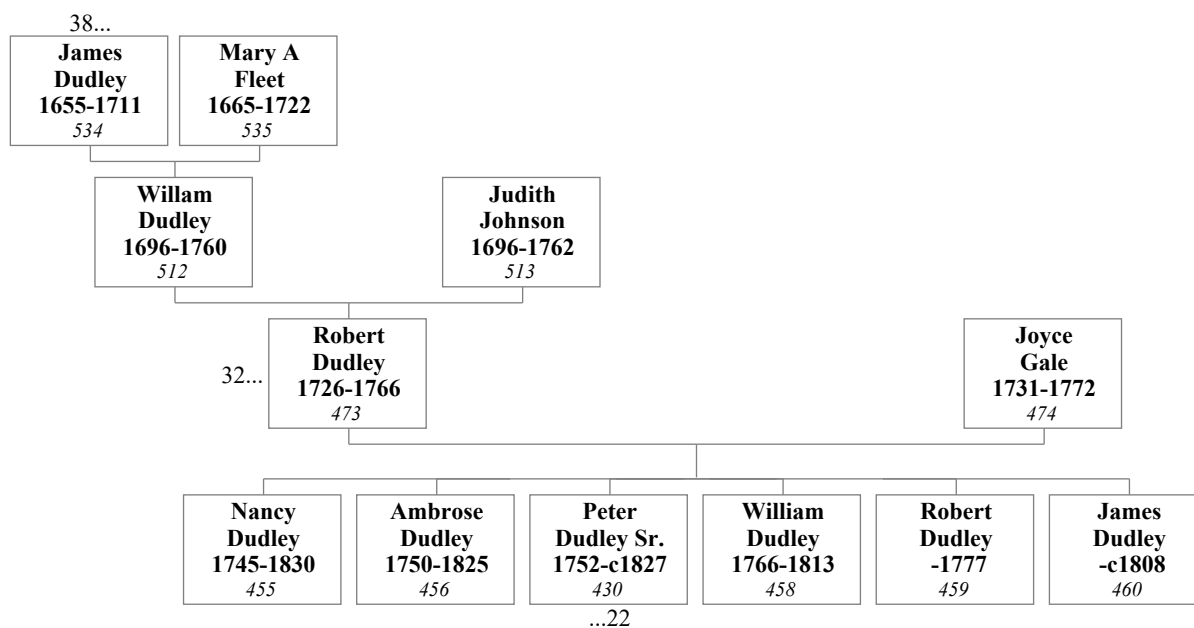 38...
James
Dudley
1655-1711
534
Mary A
Fleet
1665-1722
535
Willam
Dudley
1696-1760
512
Judith
Johnson
1696-1762
513
32...
Robert
Dudley
1726-1766
473
Joyce
Gale
1731-1772
474
Nancy
Dudley
1745-1830
455
Ambrose
Dudley
1750-1825
456
Peter
Dudley Sr.
1752-c1827
430
William
Dudley
1766-1813
458
Robert
Dudley
-1777
459
James
Dudley
-c1808
460
...22